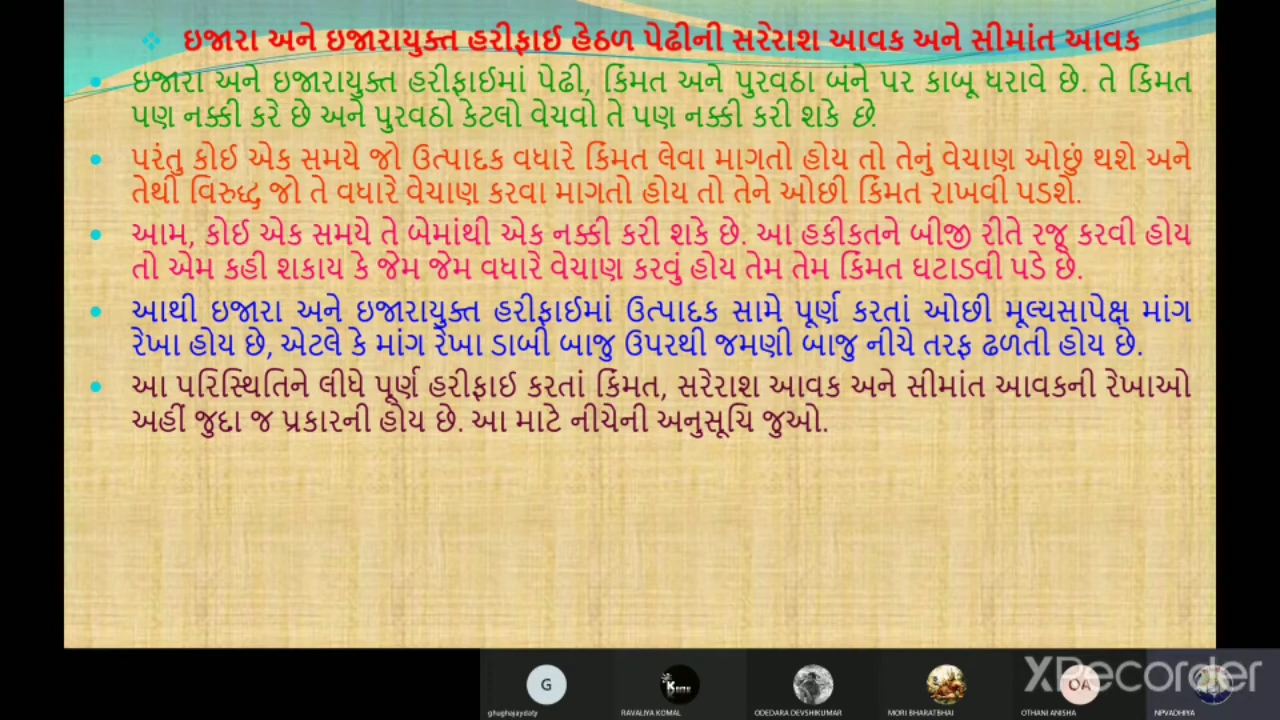 ઇજારા અને ઇજારાયુક્ત હરીફાઈ હેઠળ પેઢીની સરેરાશ આવક અને સીમાંત આવક
ઇજારા અને ઇજારાયુક્ત હરીફાઈમાં પેઢી, કિંમત અને પુરવઠા બંને પર કાબૂ ધરાવે છે. તે કિંમત
પણ નક્કી કરે છે અને પુરવઠો કેટલો વેચવો તે પણ નક્કી કરી શકે છે.
પરંતુ કોઈ એક સમયે જો ઉત્પાદક વધારે કિંમત લેવા માગતો હોય તો તેનું વેચાણ ઓછું થશે અને
તેથી વિરુદ્ધ જો તે વધારે વેચાણ કરવા માગતો હોય તો તેને ઓછી કિંમત રાખવી પડશે.
આમ, કોઈ એક સમયે તે બેમાંથી એક નક્કી કરી શકે છે. આ હકીકતને બીજી રીતે રજૂ કરવી હોય
તો એમ કહી શકાય કે જેમ જેમ વધારે વેચાણ કરવું હોય તેમ તેમ કિંમત ઘટાડવી પડે છે.
આથી ઇજારા અને ઇજારાયુક્ત હરીફાઈમાં ઉત્પાદક સામે પૂર્ણ કરતાં ઓછી મૂલ્યસાપેક્ષ માંગ
રેખા હોય છે, એટલે કે માંગ રેખા ડાબી બાજુ ઉપરથી જમણી બાજુ નીચે તરફ ઢળતી હોય છે.
આ પરિસ્થિતિને લીધે પૂર્ણ હરીફાઈ કરતાં કિંમત, સરેરાશ આવક અને સીમાંત આવકની રેખાઓ
અહીં જુદા જ પ્રકારની હોય છે. આ માટે નીચેની અનુસૂચિ જુઓ.
XRecorder
G
OA
ghughajaydaty
RAVALIYA KOMAL
ODEDARA DEVSHIKUMAR
MORI BHARATBHAI
OTHANI ANISHA
NPVADHIYA